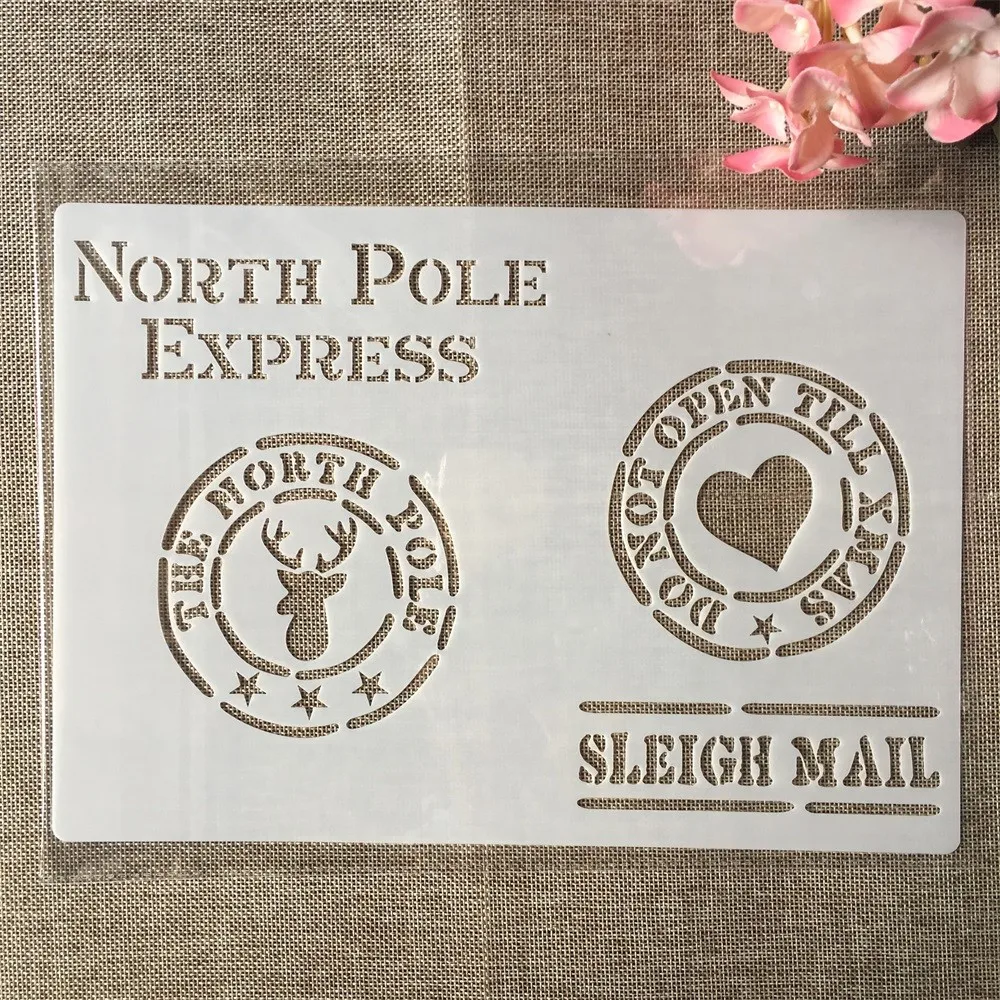 North Pole
Express
THE NORTH POLE
DO NOT OPEN TILL XMAS
SLEIGH MAIL